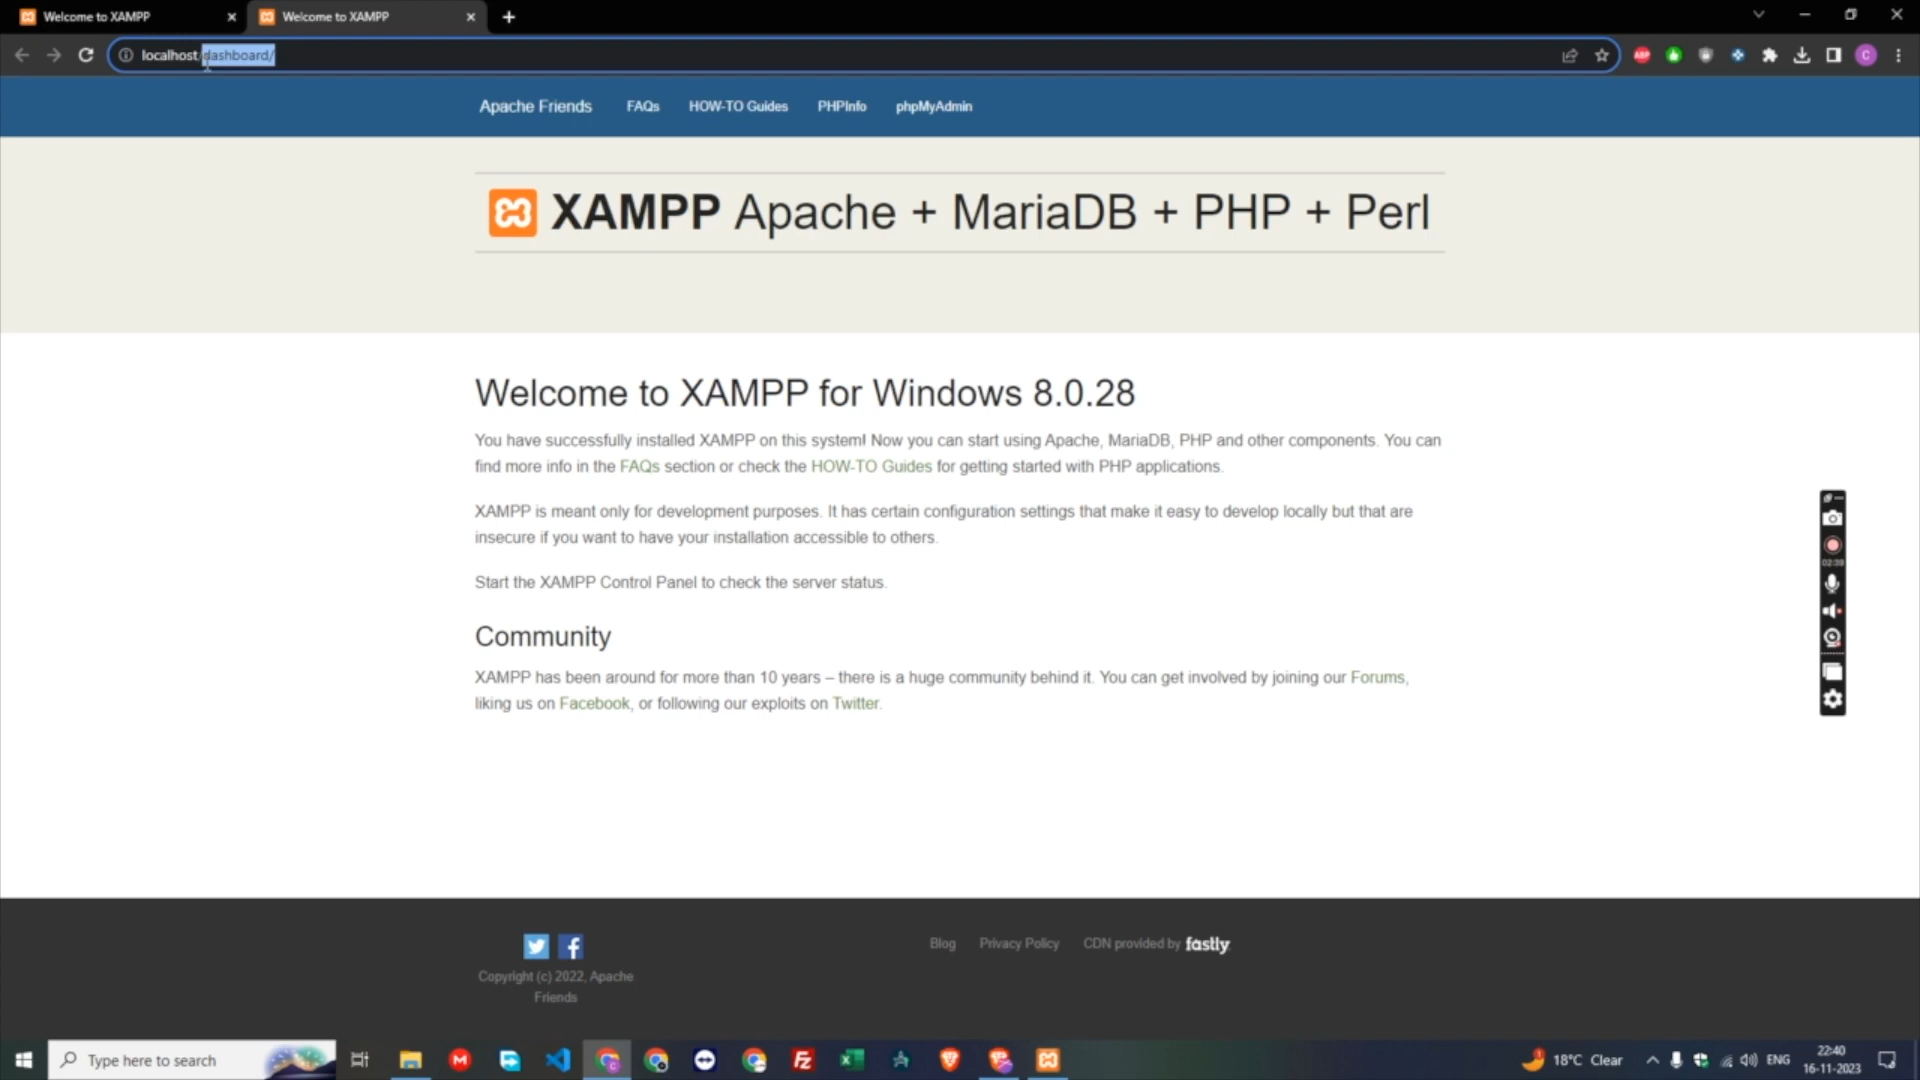 Welcome to XAMPP
Welcome to XAMPP
localhost/dashboard/
ABP
C
Apache Friends FAQs HOW-TO Guides PHPInfo phpMyAdmin
XAMPP Apache + MariaDB + PHP + Perl
Welcome to XAMPP for Windows 8.0.28
You have successfully installed XAMPP on this system! Now you can start using Apache, MariaDB, PHP and other components. You can
find more info in the FAQs section or check the HOW-TO Guides for getting started with PHP applications.
XAMPP is meant only for development purposes. It has certain configuration settings that make it easy to develop locally but that are
insecure if you want to have your installation accessible to others.
Start the XAMPP Control Panel to check the server status.
02:39
Community
XAMPP has been around for more than 10 years – there is a huge community behind it. You can get involved by joining our Forums,
liking us on Facebook, or following our exploits on Twitter.
Blog Privacy Policy CDN provided by fastly
Copyright (c) 2022, Apache
Friends
Type here to search
18°C Clear
ENG
22:40
16-11-2023